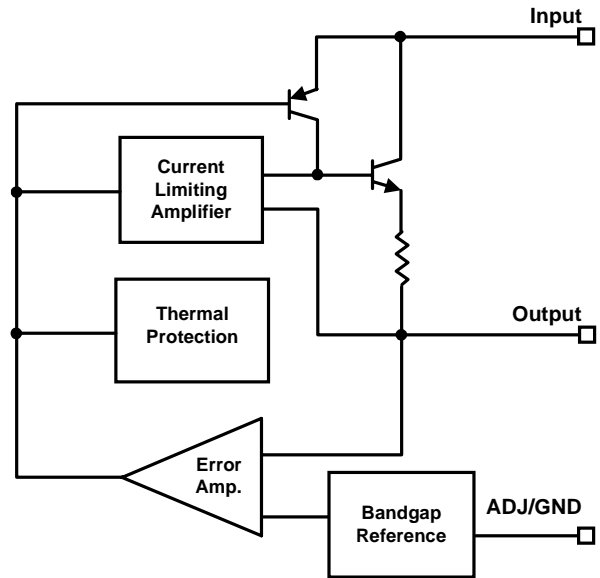 Input
Current
Limiting
Amplifier
Thermal
Protection
Output
Error
Amp.
Bandgap
Reference
ADJ/GND